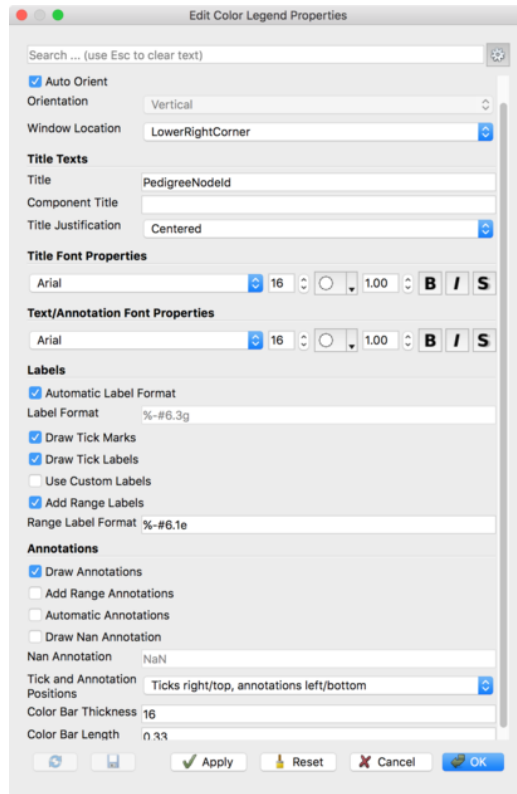 Edit Color Legend Properties
Search ... (use Esc to clear text)
Auto Orient
Orientation Vertical
Window Location LowerRightCorner
Title Texts
Title PedigreeNodeId
Component Title
Title Justification Centered
Title Font Properties
Arial 16 1.00 B I S
Text/Annotation Font Properties
Arial 16 1.00 B I S
Labels
Automatic Label Format
Label Format %-#6.3g
Draw Tick Marks
Draw Tick Labels
Use Custom Labels
Add Range Labels
Range Label Format %-#6.1e
Annotations
Draw Annotations
Add Range Annotations
Automatic Annotations
Draw Nan Annotation
Nan Annotation NaN
Tick and Annotation
Positions Ticks right/top, annotations left/bottom
Color Bar Thickness 16
Color Bar Length 0.33
Apply Reset Cancel OK